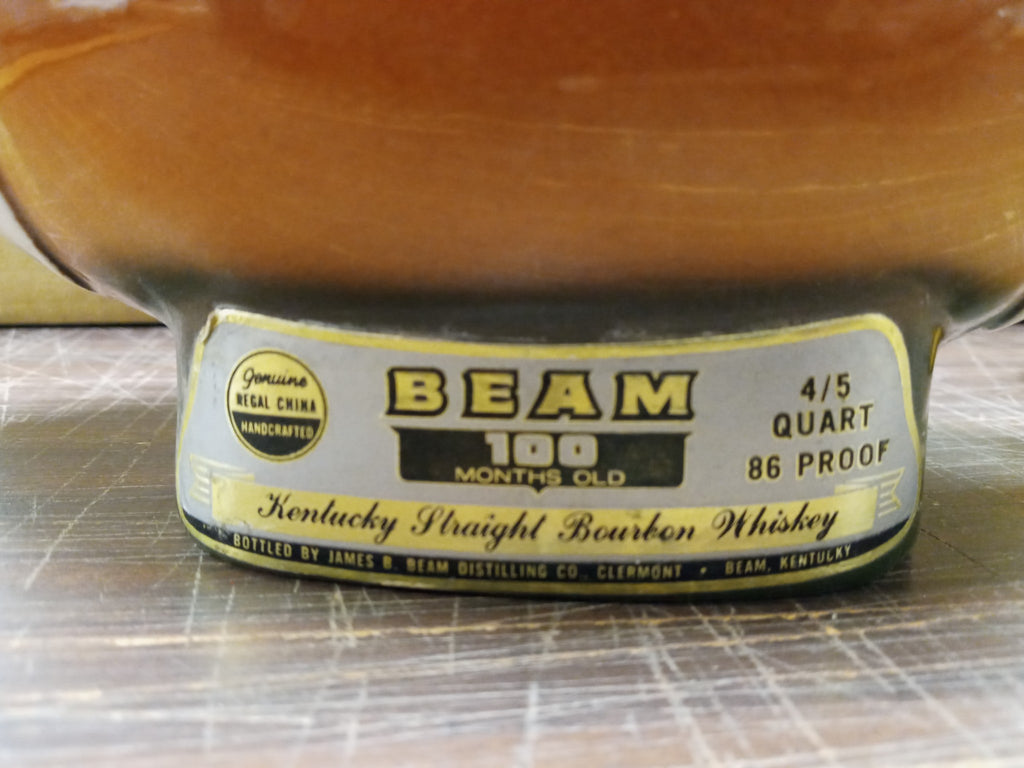 Genuine
REGAL CHINA
HANDCRAFTED
BEAM
100
MONTHS OLD
4/5
QUART
86 PROOF
Kentucky Straight Bourbon Whiskey
BOTTLED BY JAMES B. BEAM DISTILLING CO. CLERMONT • BEAM, KENTUCKY